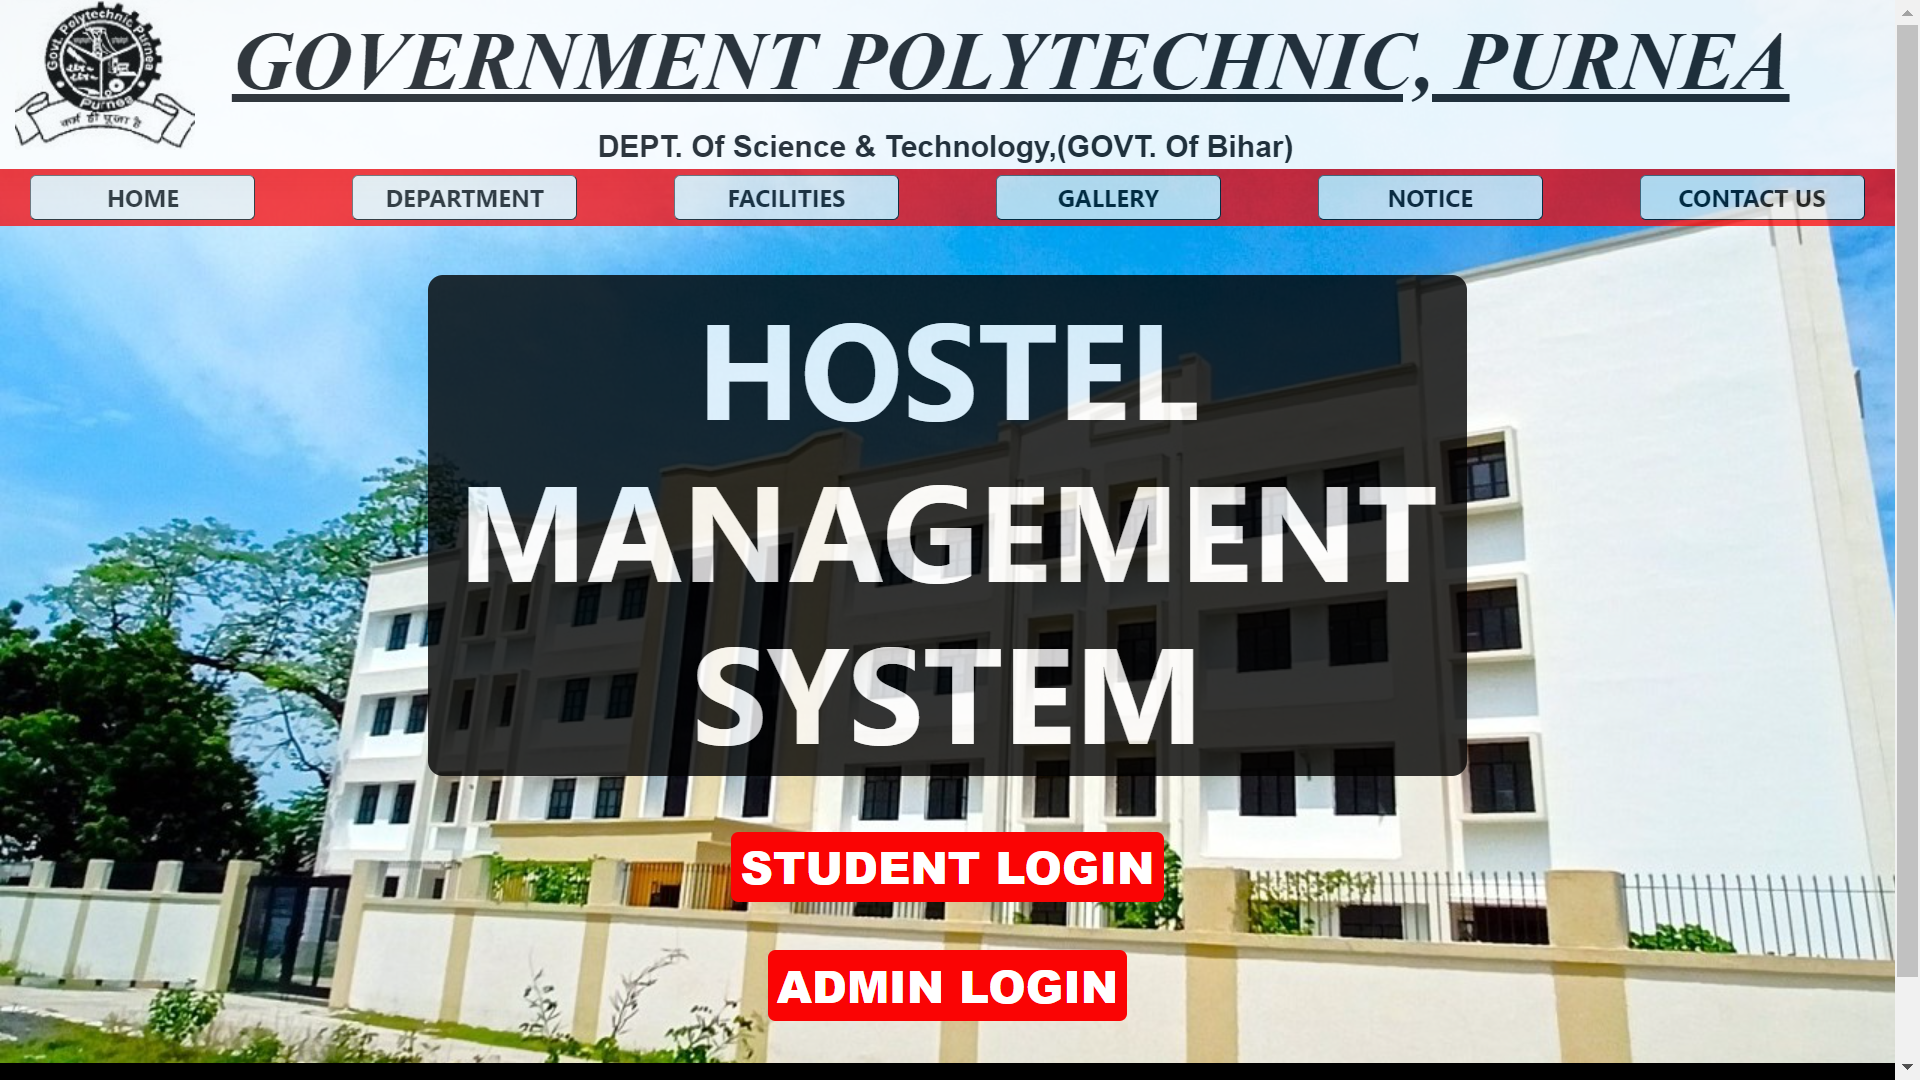 Govt. Polytechnic, Purnea
Purnea
कर्म ही पूजा है
GOVERNMENT POLYTECHNIC, PURNEA
DEPT. Of Science & Technology,(GOVT. Of Bihar)
HOME
DEPARTMENT
FACILITIES
GALLERY
NOTICE
CONTACT US
HOSTEL
MANAGEMENT
SYSTEM
STUDENT LOGIN
ADMIN LOGIN